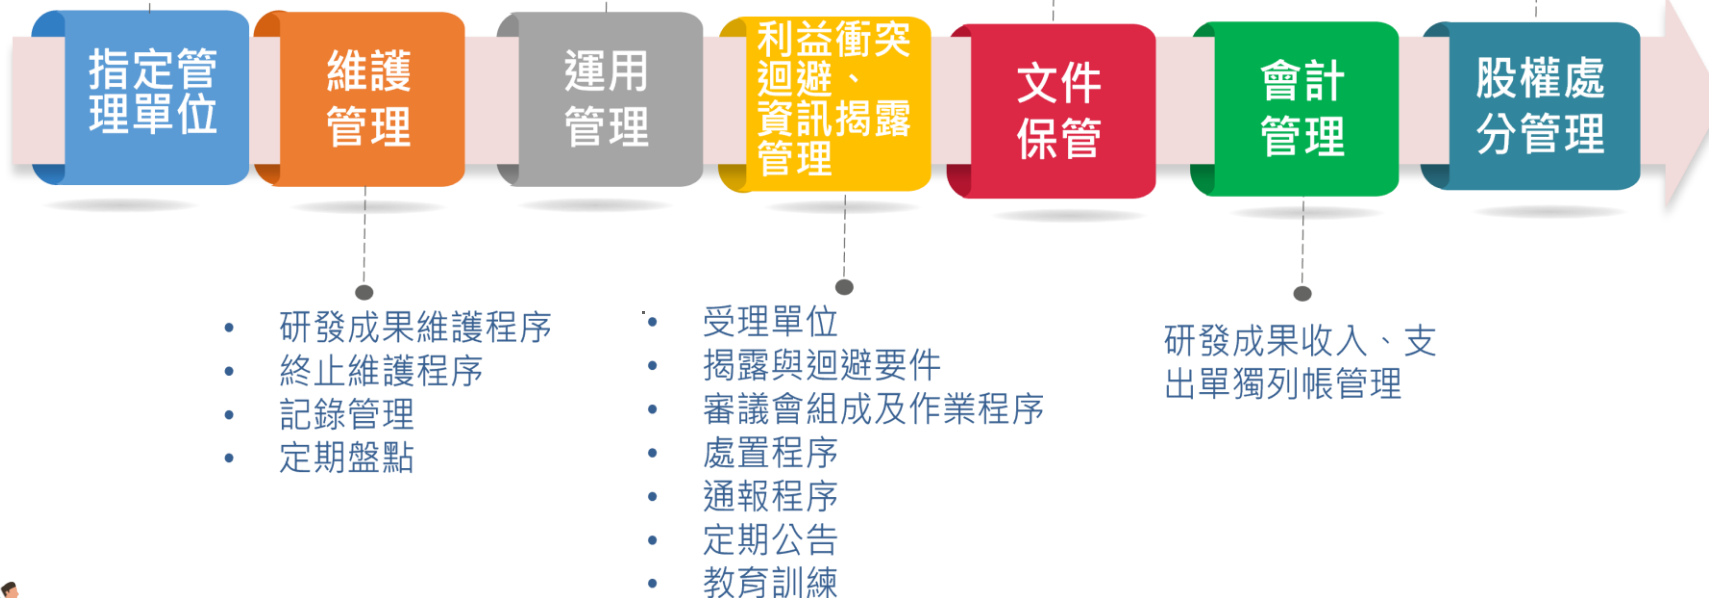 指定管
理單位
維護
管理
運用
管理
利益衝突
迴避、
資訊揭露
管理
文件
保管
會計
管理
股權處
分管理
• 研發成果維護程序
• 終止維護程序
• 記錄管理
• 定期盤點
• 受理單位
• 揭露與迴避要件
• 審議會組成及作業程序
• 處置程序
• 通報程序
• 定期公告
• 教育訓練
研發成果收入、支
出單獨列帳管理